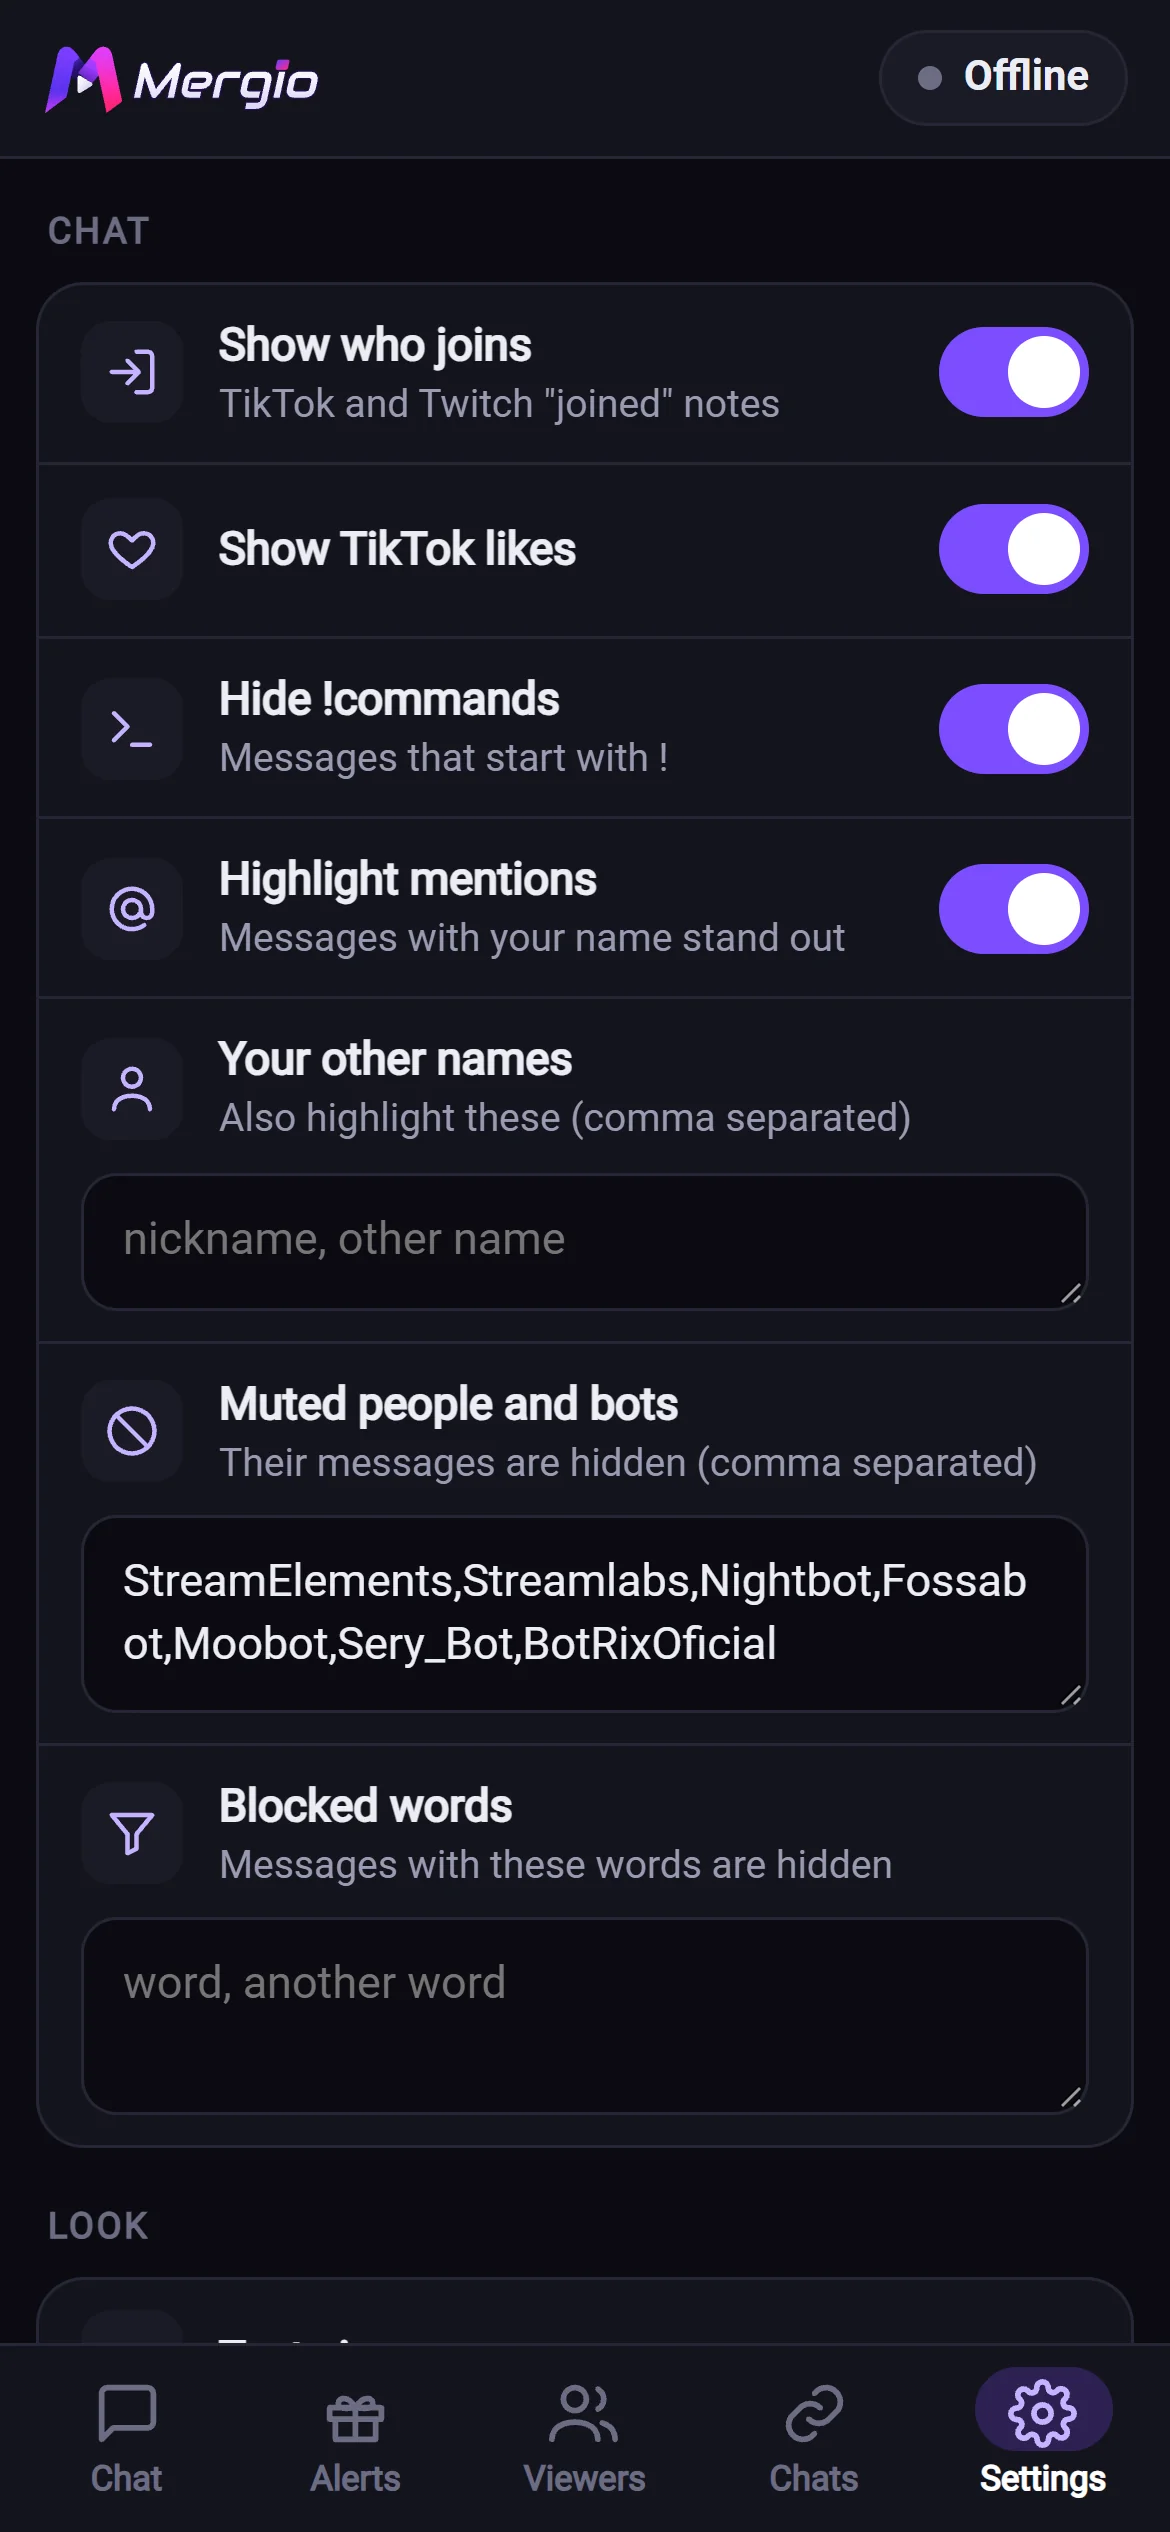 Mergio
Offline
CHAT
Show who joins
TikTok and Twitch "joined" notes
Show TikTok likes
Hide !commands
Messages that start with !
Highlight mentions
Messages with your name stand out
Your other names
Also highlight these (comma separated)
nickname, other name
Muted people and bots
Their messages are hidden (comma separated)
StreamElements,Streamlabs,Nightbot,Fossab
ot,Moobot,Sery_Bot,BotRixOficial
Blocked words
Messages with these words are hidden
word, another word
LOOK
Chat
Alerts
Viewers
Chats
Settings